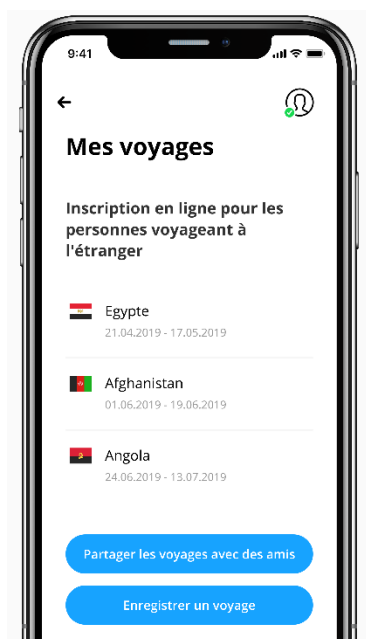 9:41
Mes voyages
Inscription en ligne pour les
personnes voyageant à
l'étranger
Egypte
21.04.2019 - 17.05.2019
Afghanistan
01.06.2019 - 19.06.2019
Angola
24.06.2019 - 13.07.2019
Partager les voyages avec des amis
Enregistrer un voyage